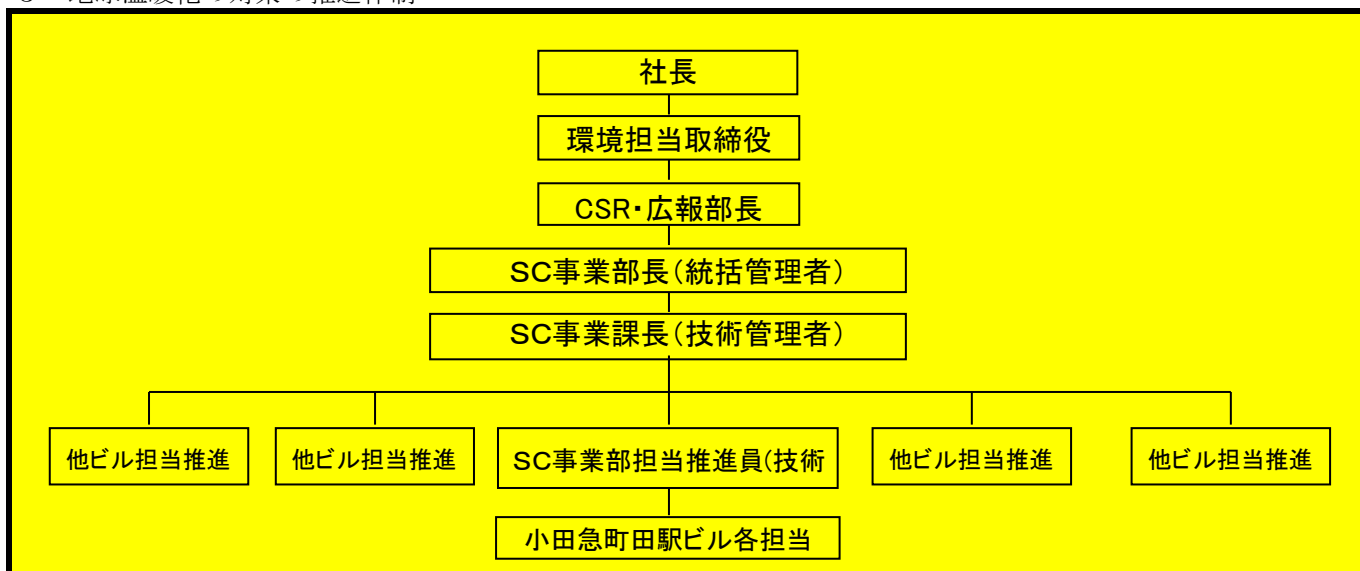 社長
環境担当取締役
CSR・広報部長
SC事業部長（統括管理者）
SC事業課長（技術管理者）
他ビル担当推進
他ビル担当推進
SC事業部担当推進員(技術
他ビル担当推進
他ビル担当推進
小田急町田駅ビル各担当